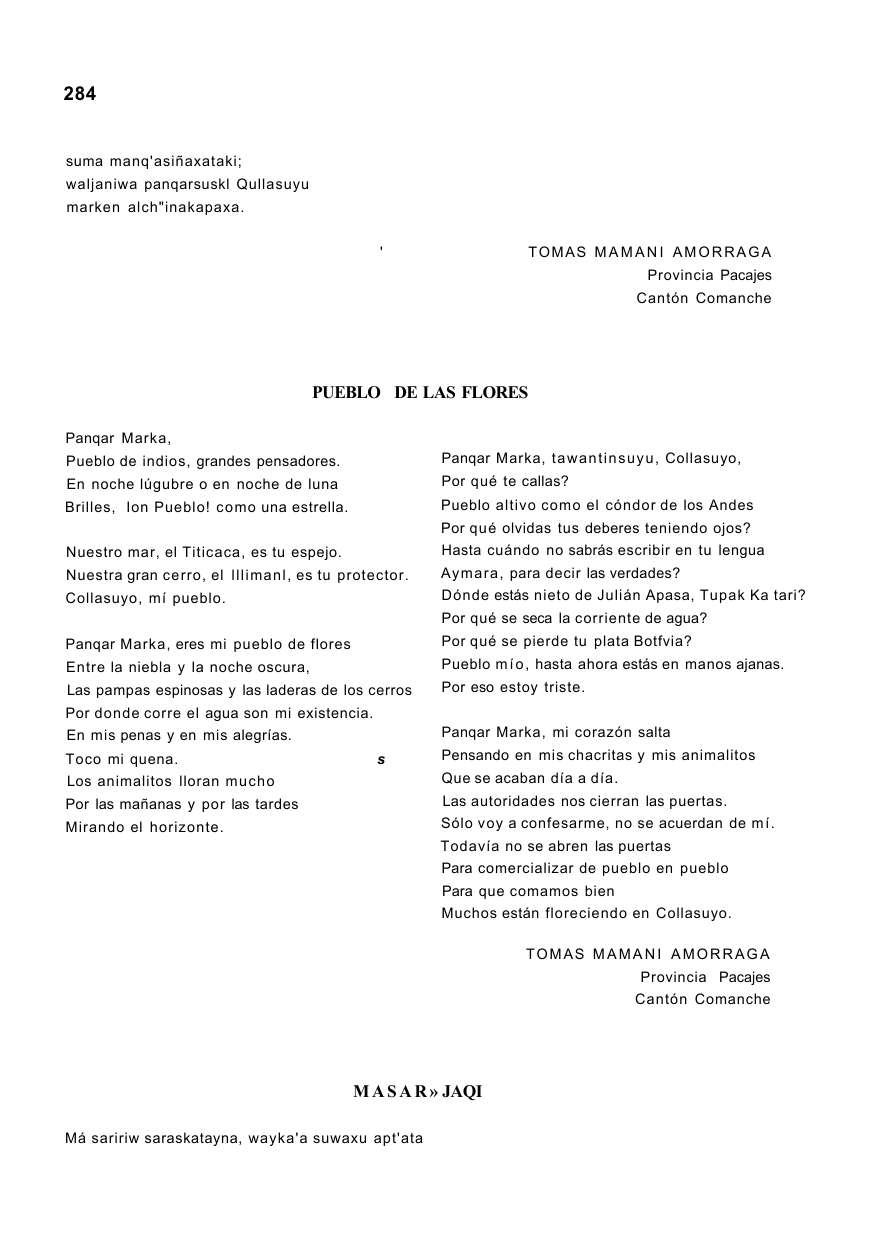 284
suma manq'asiñaxataki;
waljaniwa panqarsuskl Qullasuyu
marken alch"inakapaxa.
'
TOMAS MAMANI AMORRAGA
Provincia Pacajes
Cantón Comanche
PUEBLO DE LAS FLORES
Panqar Marka,
Pueblo de indios, grandes pensadores.
En noche lúgubre o en noche de luna
Brilles, Ion Pueblo! como una estrella.
Nuestro mar, el Titicaca, es tu espejo.
Nuestra gran cerro, el Illimanl, es tu protector.
Collasuyo, mí pueblo.
Panqar Marka, eres mi pueblo de flores
Entre la niebla y la noche oscura,
Las pampas espinosas y las laderas de los cerros
Por donde corre el agua son mi existencia.
En mis penas y en mis alegrías.
Toco mi quena.
s
Los animalitos lloran mucho
Por las mañanas y por las tardes
Mirando el horizonte.
Panqar Marka, tawantinsuyu, Collasuyo,
Por qué te callas?
Pueblo altivo como el cóndor de los Andes
Por qué olvidas tus deberes teniendo ojos?
Hasta cuándo no sabrás escribir en tu lengua
Aymara, para decir las verdades?
Dónde estás nieto de Julián Apasa, Tupak Ka tari?
Por qué se seca la corriente de agua?
Por qué se pierde tu plata Botfvia?
Pueblo mío, hasta ahora estás en manos ajanas.
Por eso estoy triste.
Panqar Marka, mi corazón salta
Pensando en mis chacritas y mis animalitos
Que se acaban día a día.
Las autoridades nos cierran las puertas.
Sólo voy a confesarme, no se acuerdan de mí.
Todavía no se abren las puertas
Para comercializar de pueblo en pueblo
Para que comamos bien
Muchos están floreciendo en Collasuyo.
TOMAS MAMANI AMORRAGA
Provincia Pacajes
Cantón Comanche
MASAR» JAQI
Má saririw saraskatayna, wayka'a suwaxu apt'ata